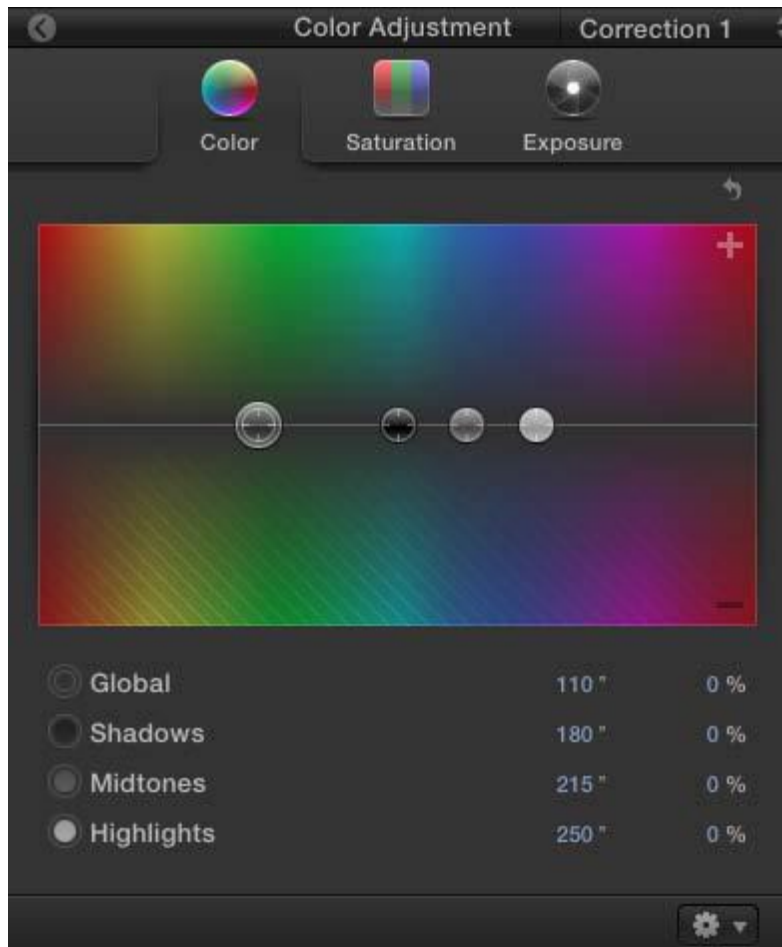 Color Adjustment Correction 1
Color Saturation Exposure
Global 110 ° 0 %
Shadows 180 ° 0 %
Midtones 215 ° 0 %
Highlights 250 ° 0 %